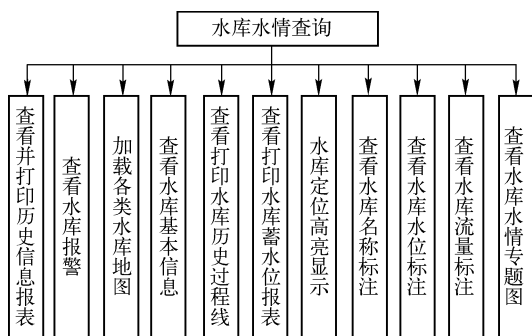 水库水情查询
查看并打印历史信息报表
查看水库报警
加载各类水库地图
查看水库基本信息
查看打印水库历史过程线
查看打印水库蓄水位报表
水库定位高亮显示
查看水库名称标注
查看水库水位标注
查看水库流量标注
查看水库水情专题图